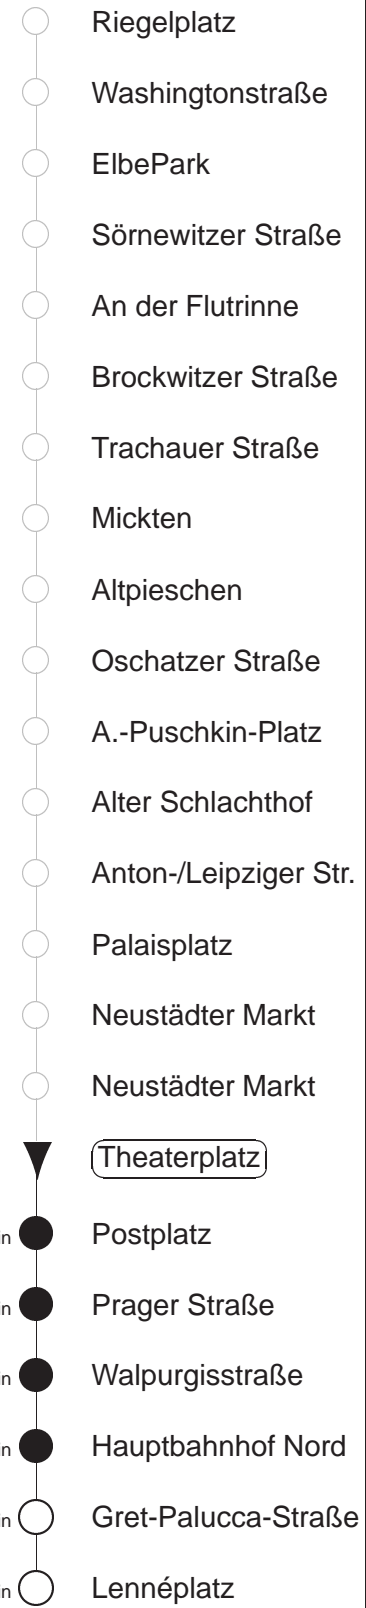 Riegelplatz
Washingtonstraße
ElbePark
Sörnewitzer Straße
An der Flutrinne
Brockwitzer Straße
Trachauer Straße
Mickten
Altpieschen
Oschatzer Straße
A.-Puschkin-Platz
Alter Schlachthof
Anton-/Leipziger Str.
Palaisplatz
Neustädter Markt
Neustädter Markt
Theaterplatz
Postplatz
Prager Straße
Walpurgisstraße
Hauptbahnhof Nord
Gret-Palucca-Straße
Lennéplatz